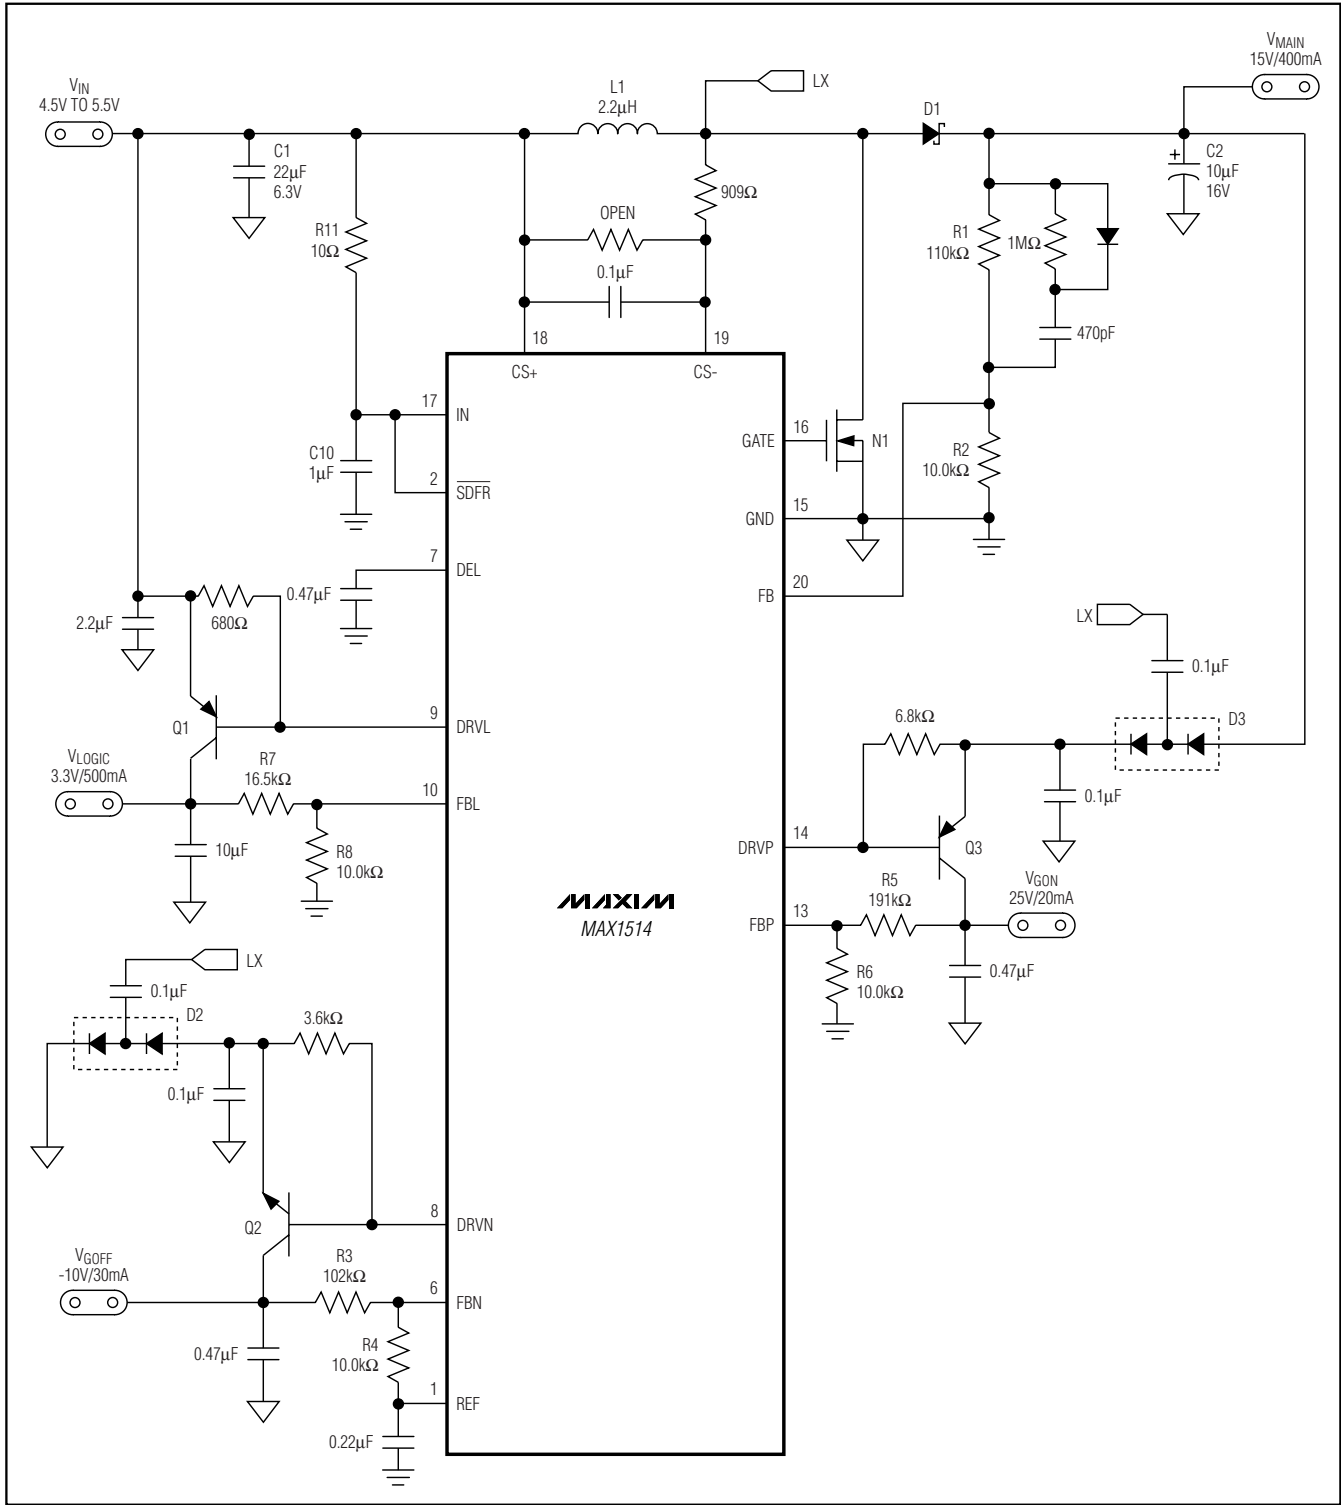 VIN
4.5V TO 5.5V
C1
22µF
6.3V
R11
10Ω
L1
2.2µH
LX
909Ω
OPEN
0.1µF
D1
VMAIN
15V/400mA
C2
10µF
16V
R1
110kΩ
1MΩ
470pF
18
19
CS+
CS-
17
IN
C10
1µF
2
SDFR
16
GATE
N1
R2
10.0kΩ
15
GND
7
DEL
0.47µF
20
FB
2.2µF
680Ω
LX
0.1µF
Q1
9
DRVL
6.8kΩ
D3
VLOGIC
3.3V/500mA
R7
16.5kΩ
10
FBL
0.1µF
10µF
R8
10.0kΩ
14
DRVP
Q3
MAXIM
MAX1514
R5
191kΩ
VGON
25V/20mA
13
FBP
R6
10.0kΩ
0.47µF
LX
0.1µF
D2
3.6kΩ
0.1µF
Q2
8
DRVN
VGOFF
-10V/30mA
R3
102kΩ
6
FBN
0.47µF
R4
10.0kΩ
1
REF
0.22µF